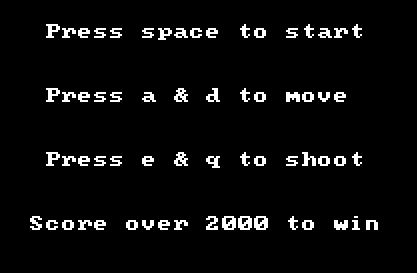 Press space to start
Press a & d to move
Press e & q to shoot
Score over 2000 to win